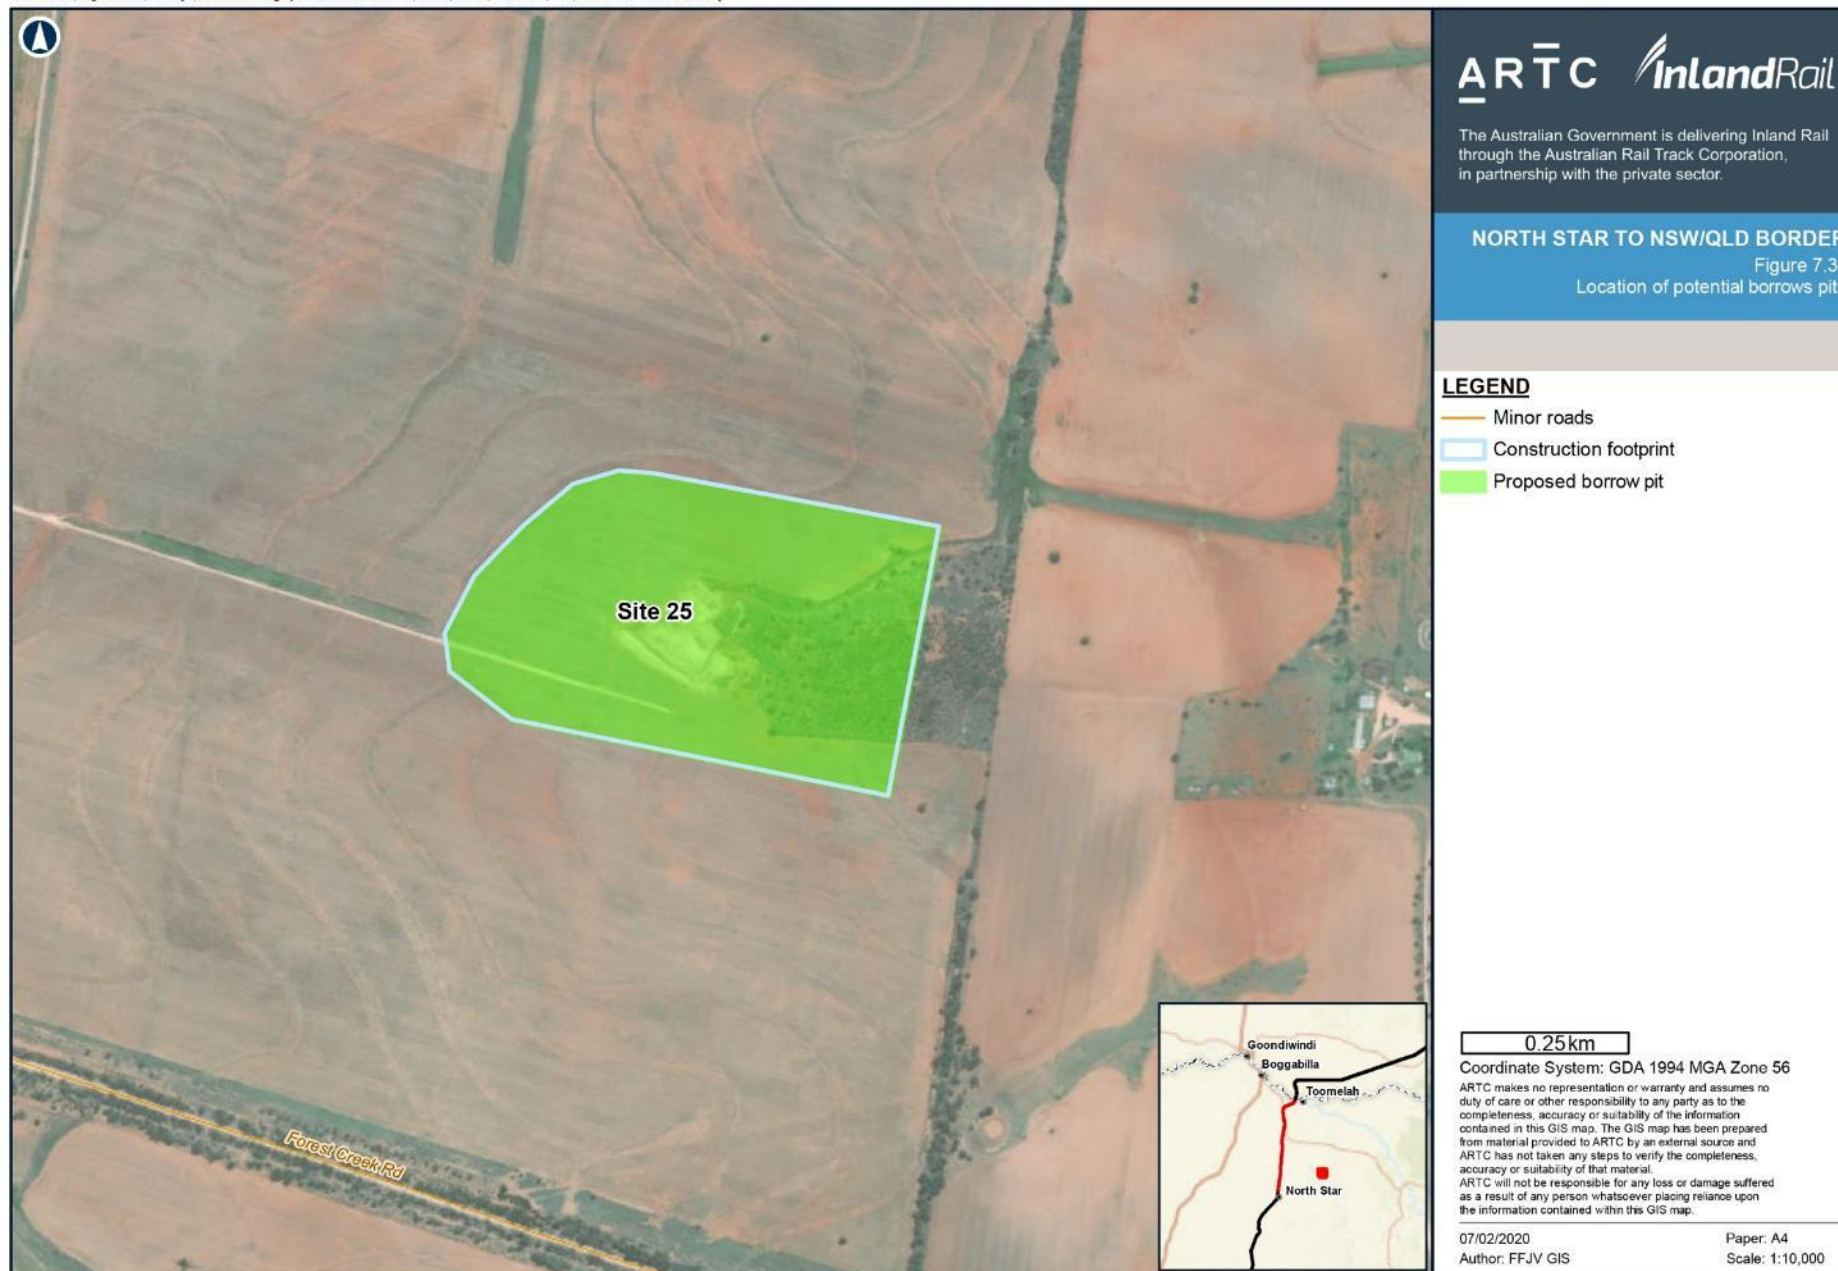 ARTC InlandRail
The Australian Government is delivering Inland Rail
through the Australian Rail Track Corporation,
in partnership with the private sector.
NORTH STAR TO NSW/QLD BORDER
Figure 7.3
Location of potential borrows pit
LEGEND
Minor roads
Construction footprint
Proposed borrow pit
Site 25
Forest Creek Rd
Goondiwindi
Boggabilla
Toomelah
North Star
0.25km
Coordinate System: GDA 1994 MGA Zone 56
ARTC makes no representation or warranty and assumes no
duty of care or other responsibility to any party as to the
completeness, accuracy or suitability of the information
contained in this GIS map. The GIS map has been prepared
from material provided to ARTC by an external source and
ARTC has not taken any steps to verify the completeness,
accuracy or suitability of that material.
ARTC will not be responsible for any loss or damage suffered
as a result of any person whatsoever placing reliance upon
the information contained within this GIS map.
07/02/2020 Paper: A4
Author: FFJV GIS Scale: 1:10,000